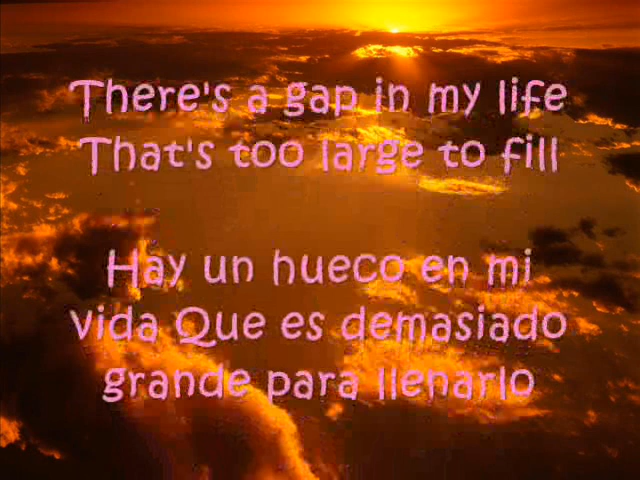 There's a gap in my life
That's too large to fill
Hay un hueco en mi
vida Que es demasiado
grande para llenarlo